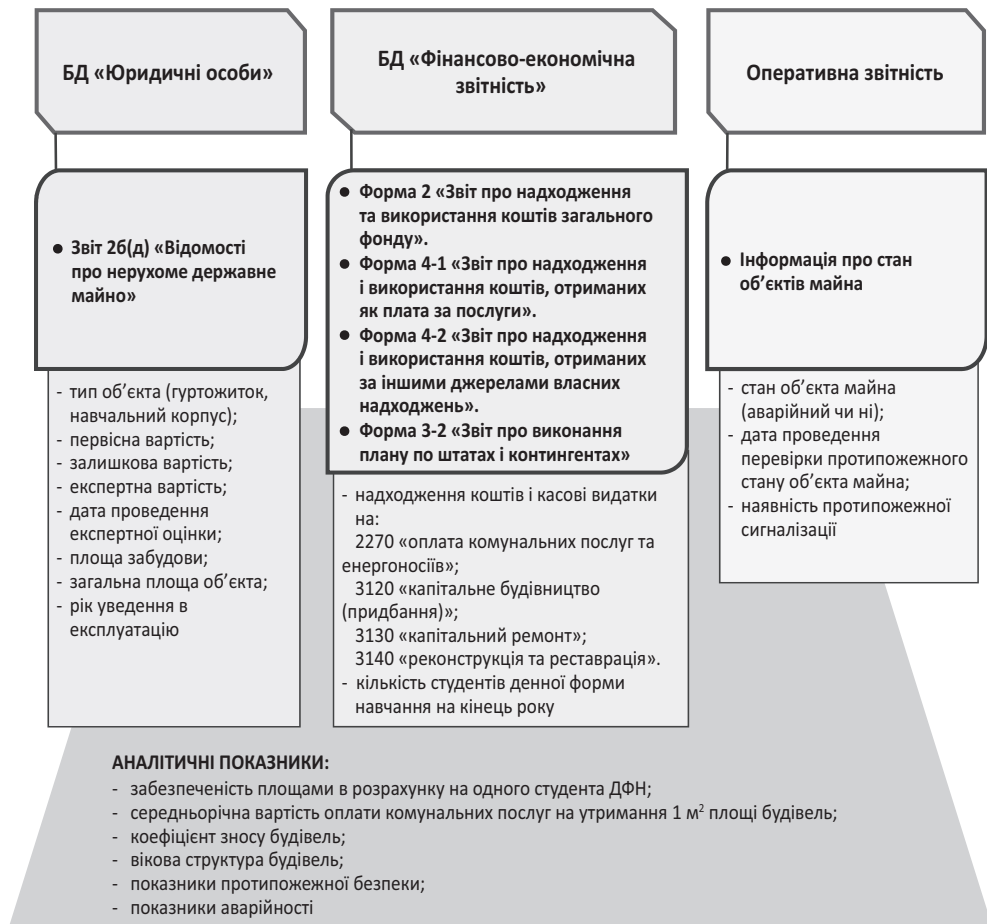 БД «Юридичні особи»
Звіт 2б(д) «Відомості
про нерухоме державне
майно»
- тип об’єкта (гуртожиток,
навчальний корпус);
- первісна вартість;
- залишкова вартість;
- експертна вартість;
- дата проведення
експертної оцінки;
- площа забудови;
- загальна площа об’єкта;
- рік уведення в
експлуатацію
БД «Фінансово-економічна
звітність»
● Форма 2 «Звіт про надходження
та використання коштів загального
фонду».
● Форма 4-1 «Звіт про надходження
і використання коштів, отриманих
як плата за послуги».
● Форма 4-2 «Звіт про надходження
і використання коштів, отриманих
за іншими джерелами власних
надходжень».
● Форма 3-2 «Звіт про виконання
плану по штатах і контингентах»
- надходження коштів і касові видатки
на:
2270 «оплата комунальних послуг та
енергоносіїв»;
3120 «капітальне будівництво
(придбання)»;
3130 «капітальний ремонт»;
3140 «реконструкція та реставрація».
- кількість студентів денної форми
навчання на кінець року
Оперативна звітність
● Інформація про стан
об’єктів майна
- стан об’єкта майна
(аварійний чи ні);
- дата проведення
перевірки протипожежного
стану об’єкта майна;
- наявність протипожежної
сигналізації
АНАЛІТИЧНІ ПОКАЗНИКИ:
- забезпеченість площами в розрахунку на одного студента ДФН;
- середньорічна вартість оплати комунальних послуг на утримання 1 м² площі будівель;
- коефіцієнт зносу будівель;
- вікова структура будівель;
- показники протипожежної безпеки;
- показники аварійності